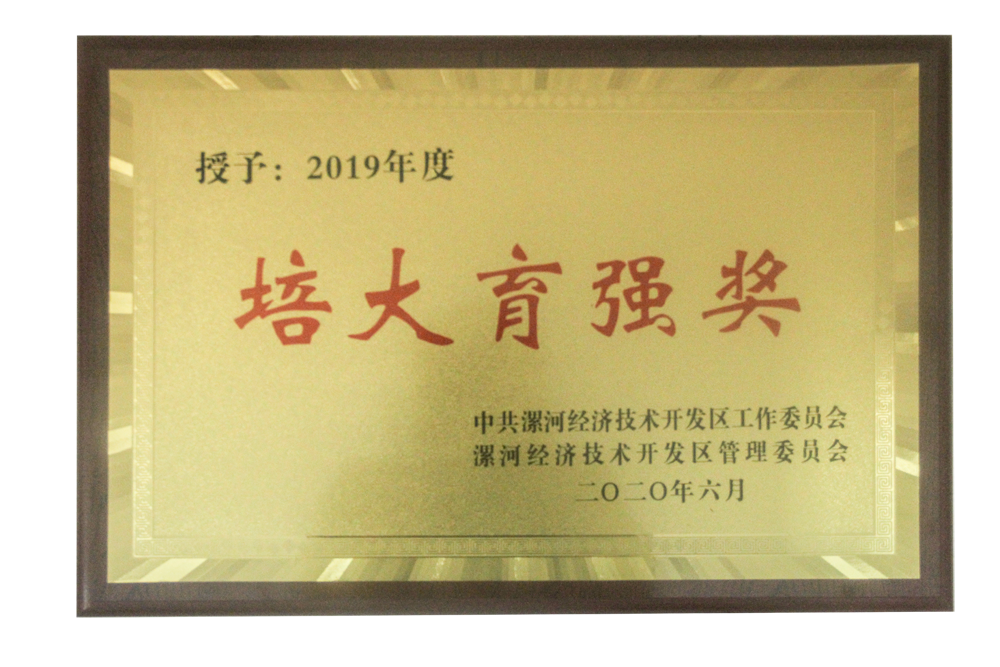 授予：2019年度
培大育强奖
中共漯河经济技术开发区工作委员会
漯河经济技术开发区管理委员会
二〇二〇年六月